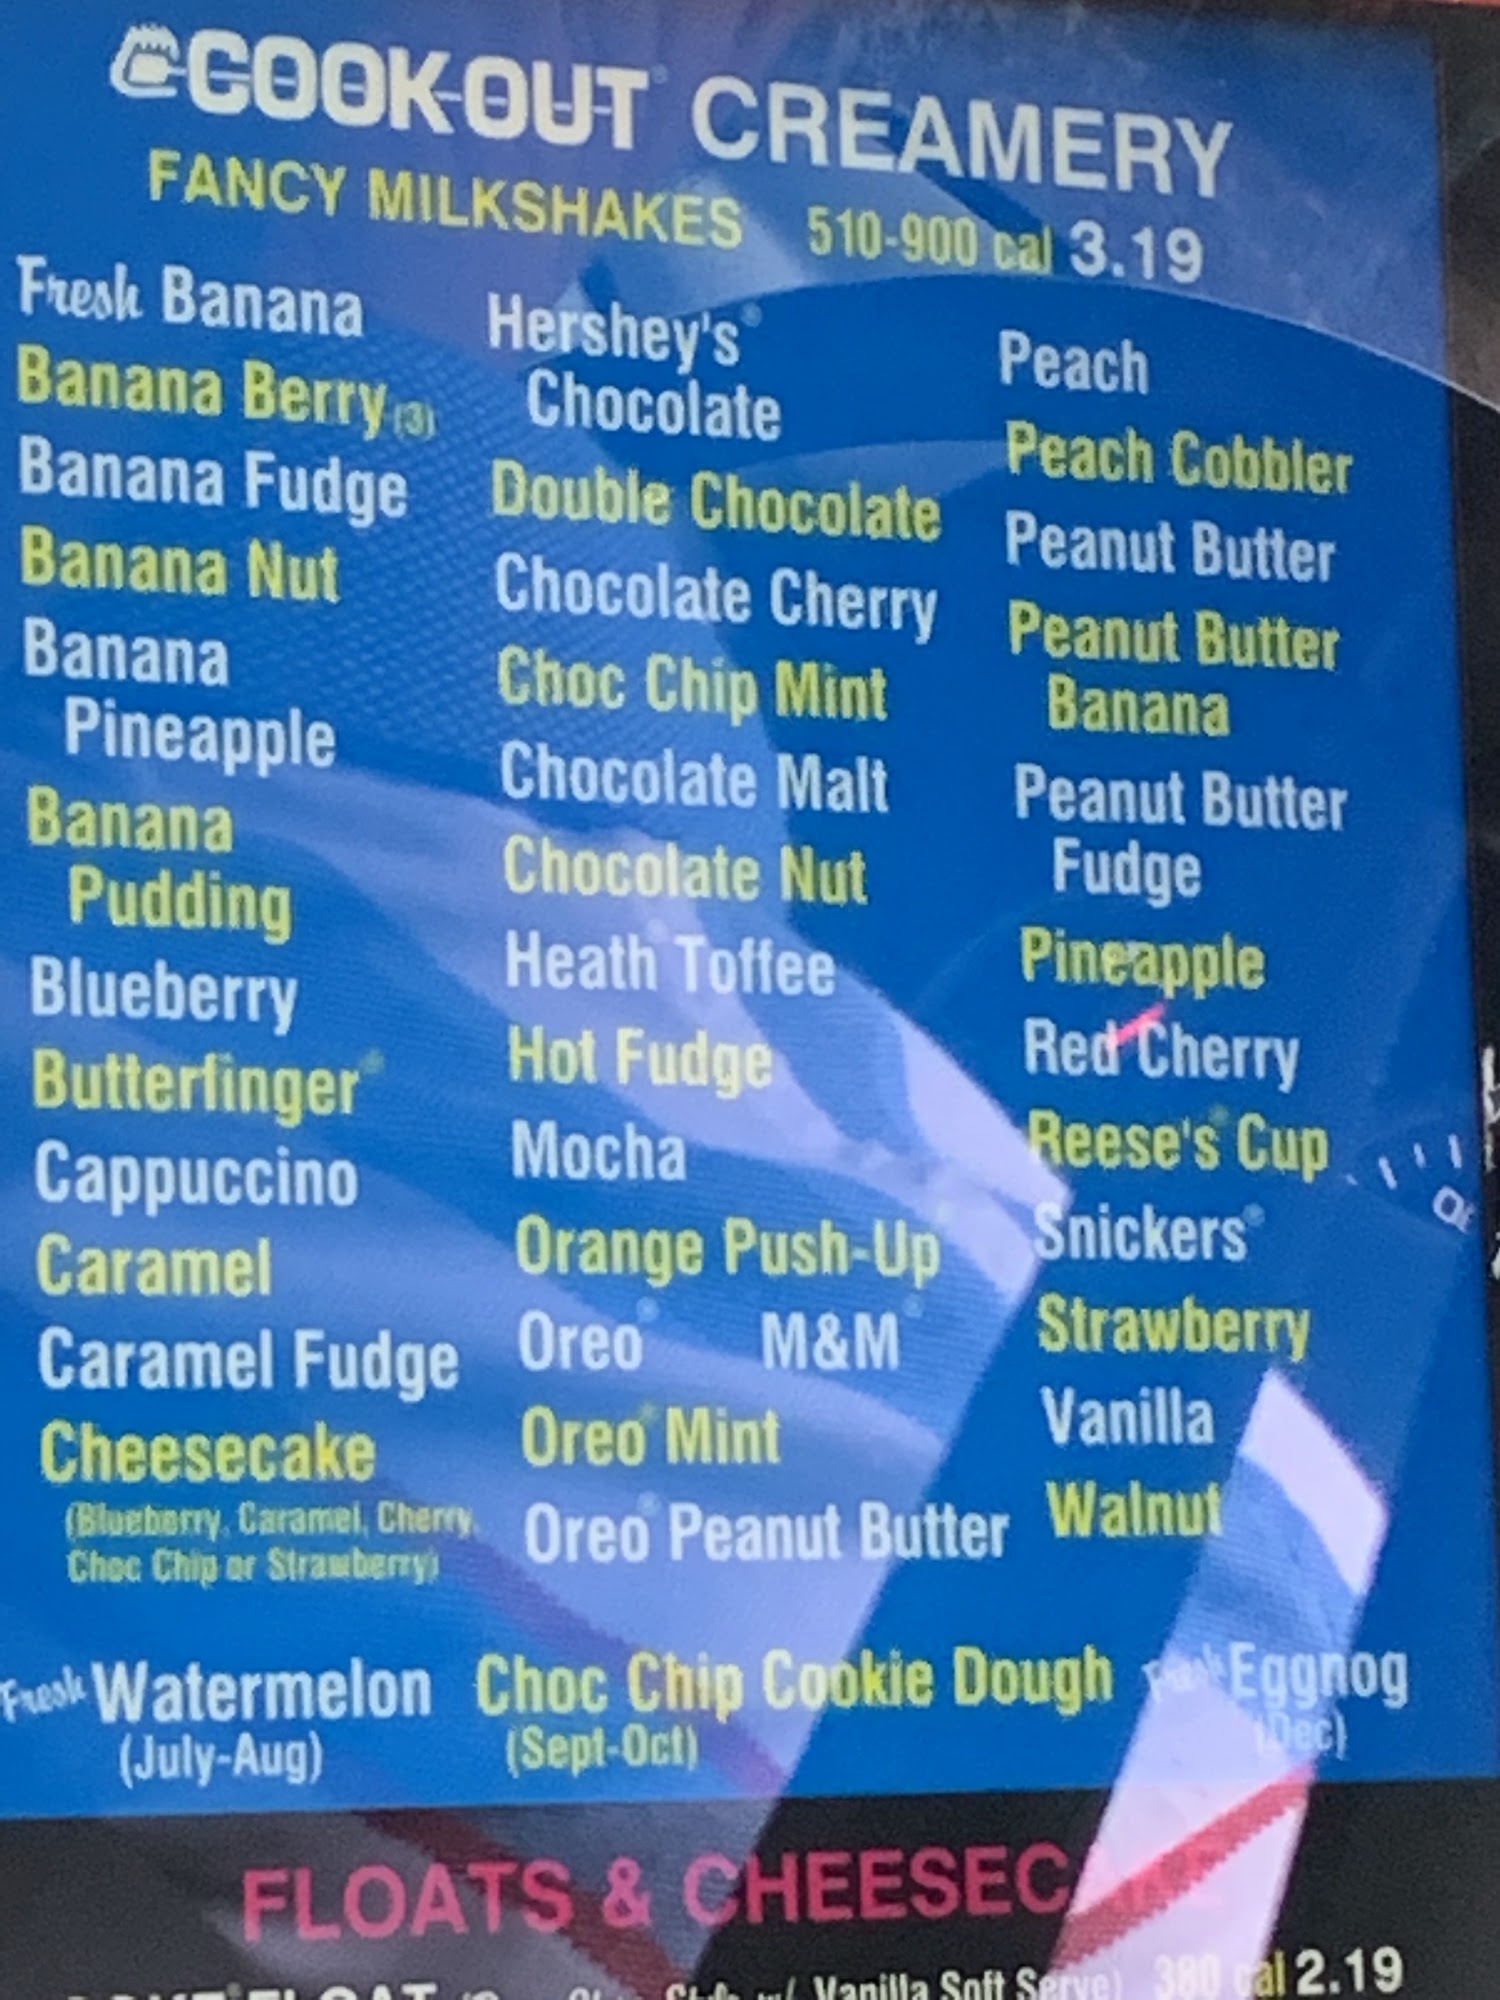 COOKOUT CREAMERY
FANCY MILKSHAKES 510-900 cal 3.19
Fresh Banana
Banana Berry (3)
Banana Fudge
Banana Nut
Banana
Pineapple
Banana
Pudding
Blueberry
Butterfinger®
Cappuccino
Caramel
Caramel Fudge
Cheesecake
(Blueberry, Caramel, Cherry,
Choc Chip or Strawberry)
Hershey's®
Chocolate
Double Chocolate
Chocolate Cherry
Choc Chip Mint
Chocolate Malt
Chocolate Nut
Heath Toffee
Hot Fudge
Mocha
Orange Push-Up®
Oreo® M&M®
Oreo® Mint
Oreo® Peanut Butter
Peach
Peach Cobbler
Peanut Butter
Peanut Butter
Banana
Peanut Butter
Fudge
Pineapple
Red Cherry
Reese's® Cup
Snickers®
Strawberry
Vanilla
Walnut
Fresh Watermelon Choc Chip Cookie Dough Fresh Eggnog
(July-Aug) (Sept-Oct) (Dec)
FLOATS & CHEESECAKE
FLOAT Style w/ Vanilla Soft Serve) 380 cal 2.19